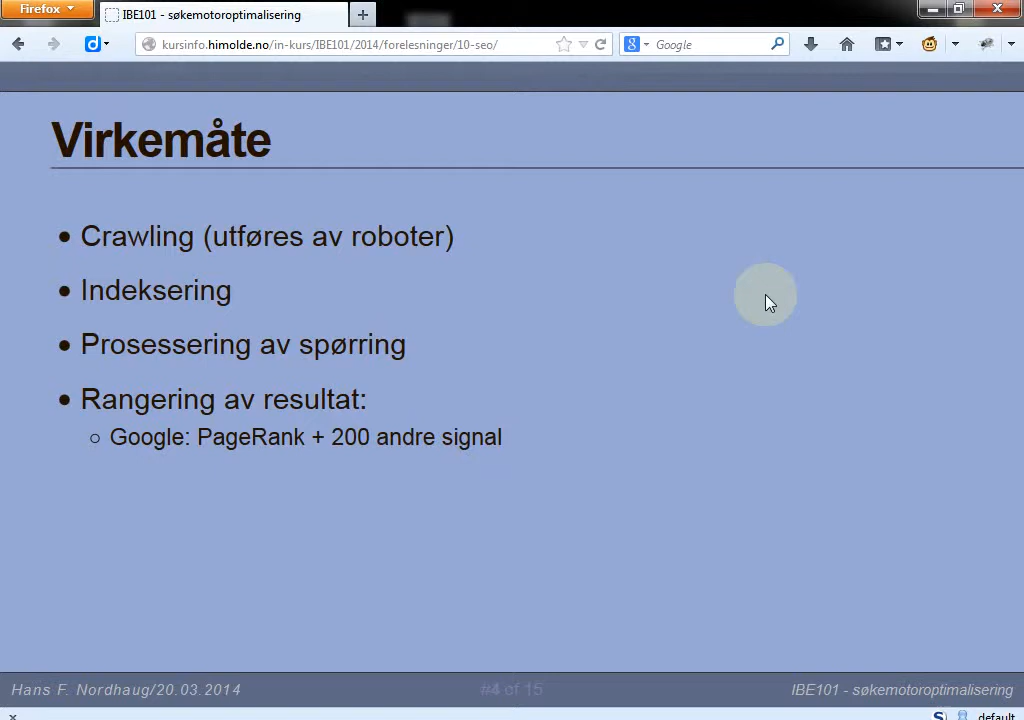 Firefox
IBE101 - søkemotoroptimalisering
kursinfo.himolde.no/in-kurs/IBE101/2014/forelesninger/10-seo/
Google
Virkemåte
Crawling (utføres av roboter)
Indeksering
Prosessering av spørring
Rangering av resultat:
Google: PageRank + 200 andre signal
Hans F. Nordhaug/20.03.2014
#4 of 15
IBE101 - søkemotoroptimalisering
default